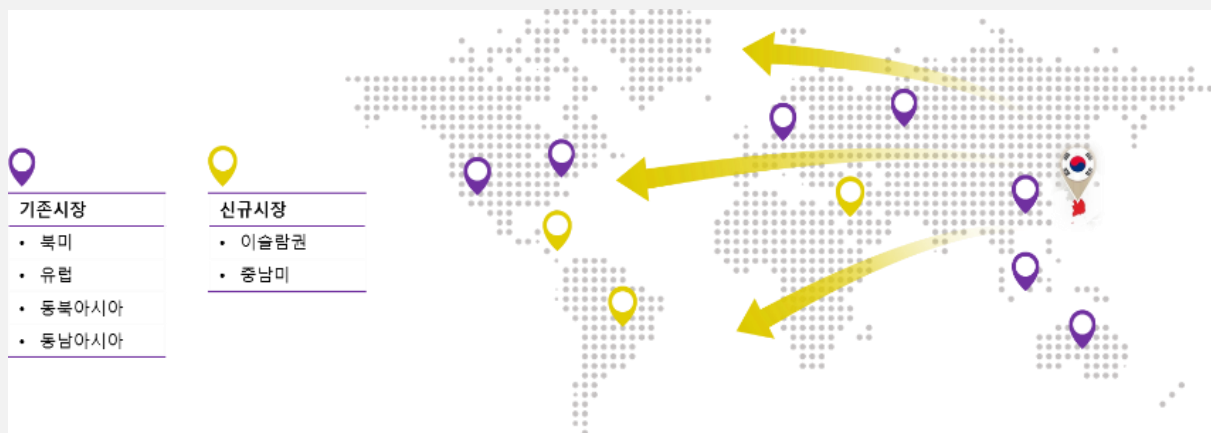 기존시장
• 북미
• 유럽
• 동북아시아
• 동남아시아
신규시장
• 이슬람권
• 중남미